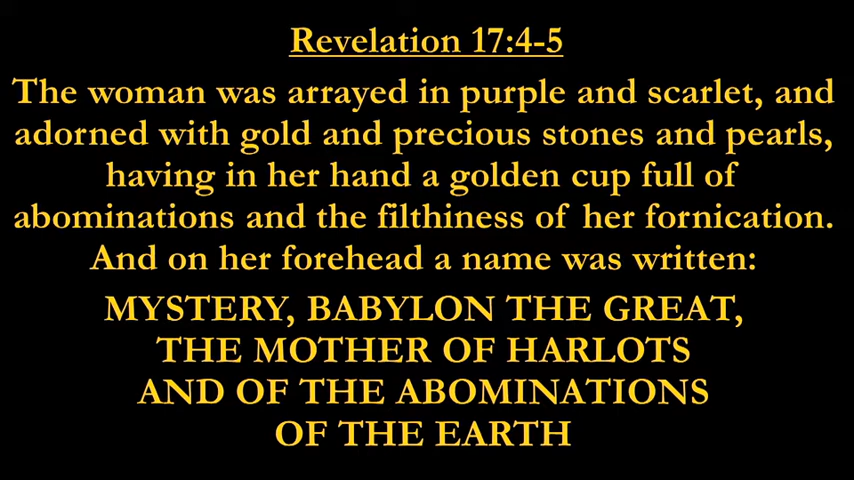 Revelation 17:4-5
The woman was arrayed in purple and scarlet, and
adorned with gold and precious stones and pearls,
having in her hand a golden cup full of
abominations and the filthiness of her fornication.
And on her forehead a name was written:
MYSTERY, BABYLON THE GREAT,
THE MOTHER OF HARLOTS
AND OF THE ABOMINATIONS
OF THE EARTH